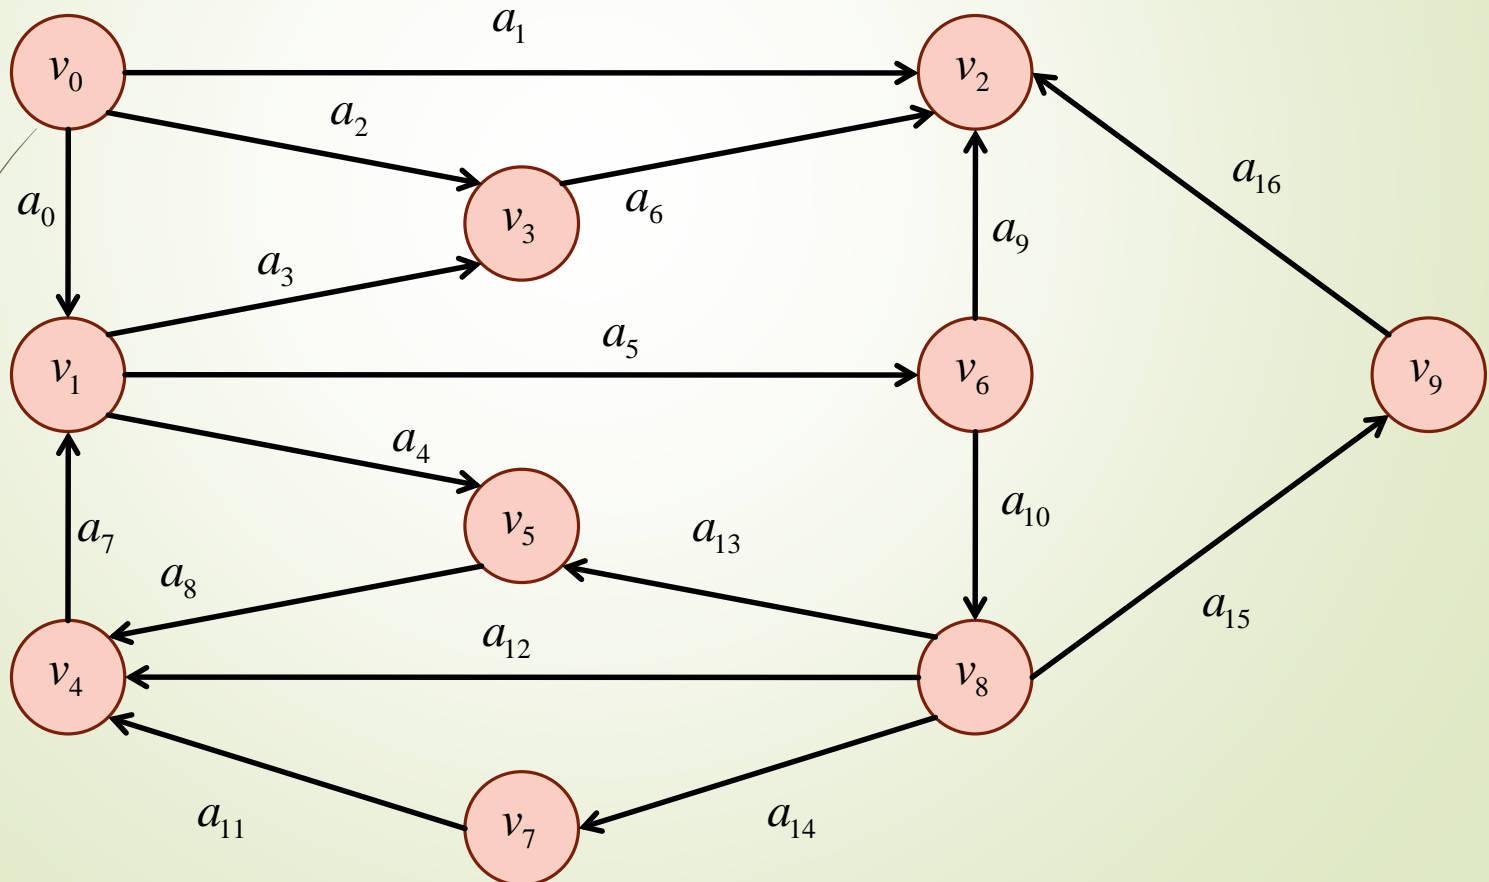 a₁
v₀
v₂
a₂
a₁₆
a₀
a₆
v₃
a₉
a₃
a₅
v₁
v₆
v₉
a₄
a₁₀
a₇
v₅
a₁₃
a₈
a₁₅
a₁₂
v₄
v₈
a₁₁
v₇
a₁₄